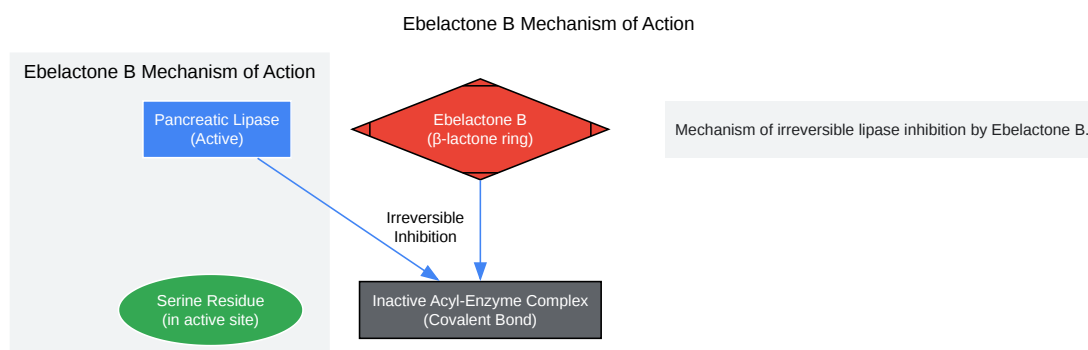 Ebelactone B Mechanism of Action
Ebelactone B Mechanism of Action
Pancreatic Lipase
(Active)
Ebelactone B
(β-lactone ring)
Mechanism of irreversible lipase inhibition by Ebelactone B.
Irreversible
Inhibition
Serine Residue
(in active site)
Inactive Acyl-Enzyme Complex
(Covalent Bond)